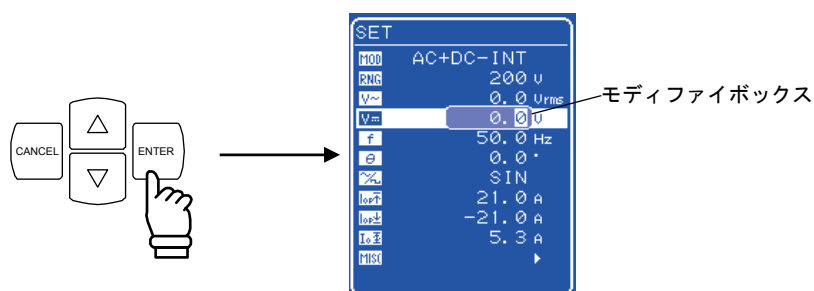 CANCEL
ENTER
SET
MOD AC+DC-INT
RNG 200 V
V~ 0.0 Vrms
V⎓ 0.0 V
f 50.0 Hz
θ 0.0°
SIN
21.0 A
-21.0 A
5.3 A
MISC
モディファイボックス